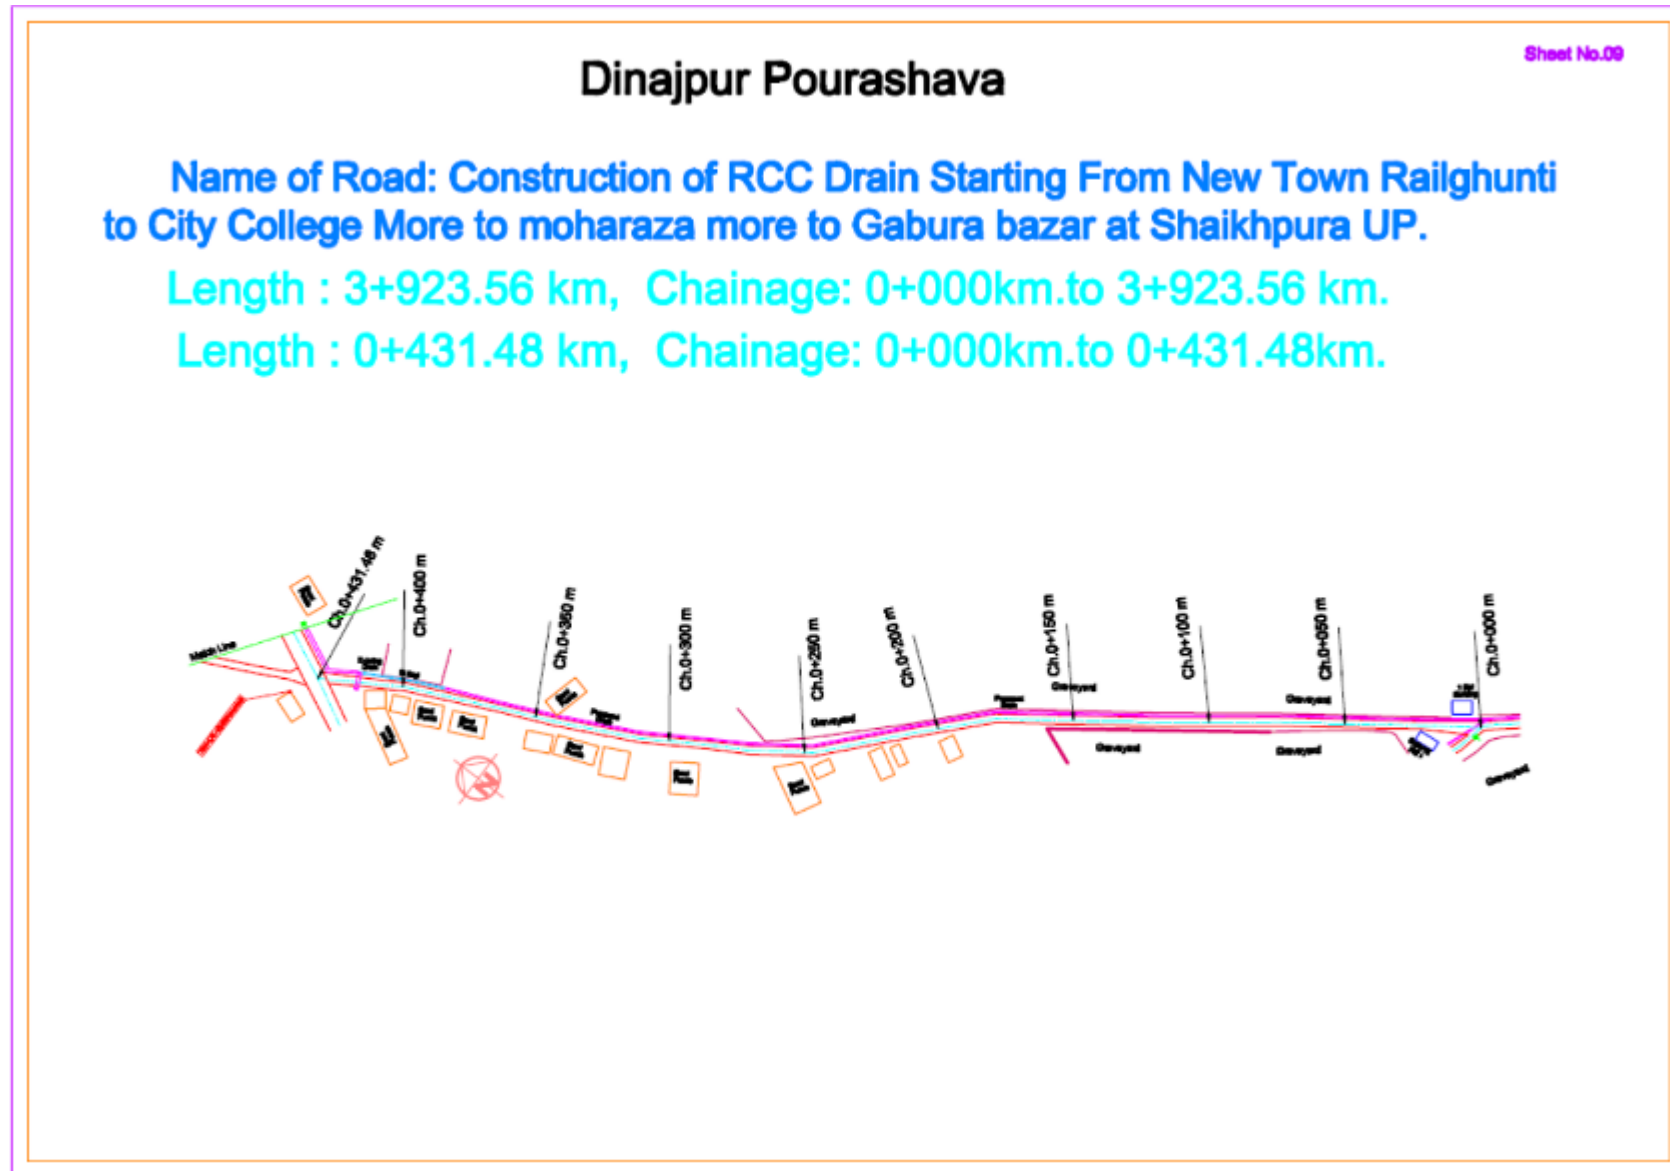 Sheet No.09
Dinajpur Pourashava
Name of Road: Construction of RCC Drain Starting From New Town Railghunti
to City College More to moharaza more to Gabura bazar at Shaikhpura UP.
Length : 3+923.56 km, Chainage: 0+000km.to 3+923.56 km.
Length : 0+431.48 km, Chainage: 0+000km.to 0+431.48km.
Ch.0+431.48 m
Ch.0+400 m
Ch.0+350 m
Ch.0+300 m
Ch.0+250 m
Ch.0+200 m
Ch.0+150 m
Ch.0+100 m
Ch.0+050 m
Ch.0+000 m
Match Line
Graveyard
Graveyard
Graveyard
Graveyard
Graveyard
Graveyard
N